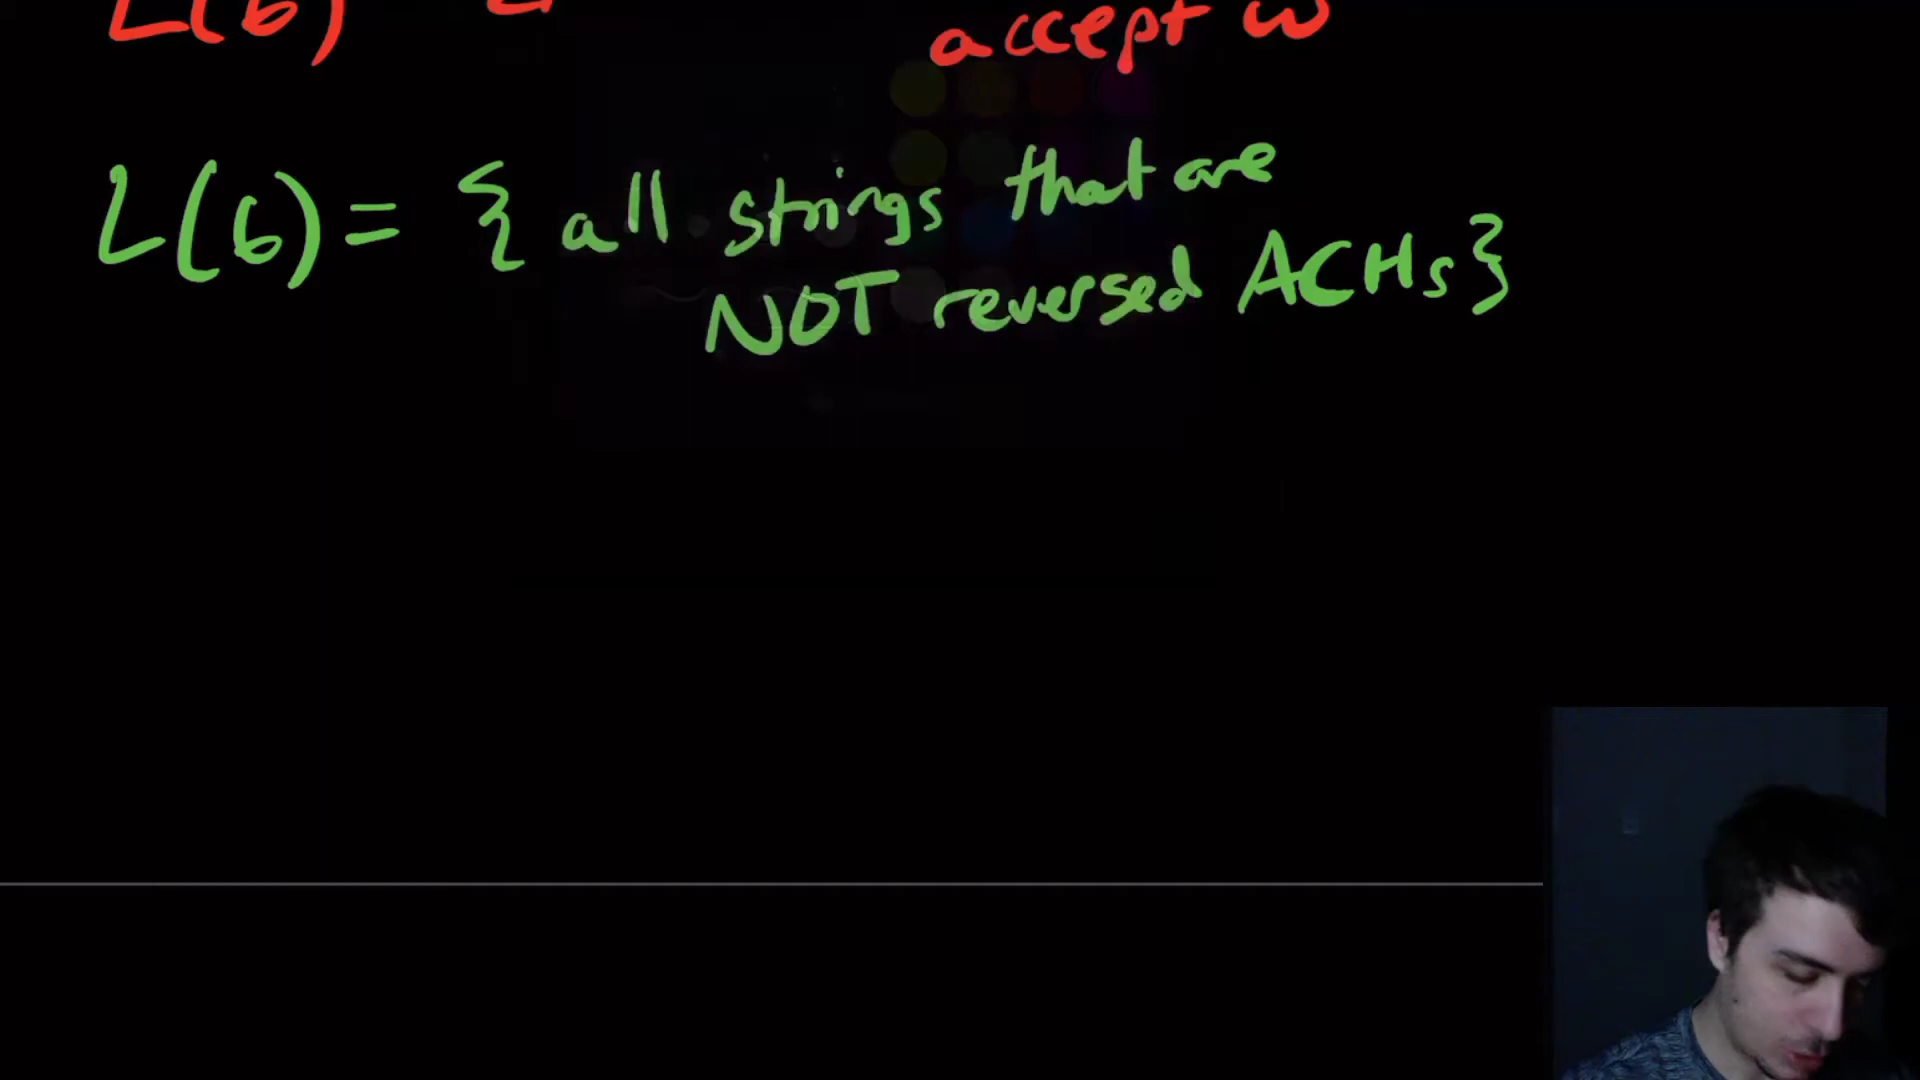 L(G)
accept w
L(G) = { all strings that are
NOT reversed ACHs }